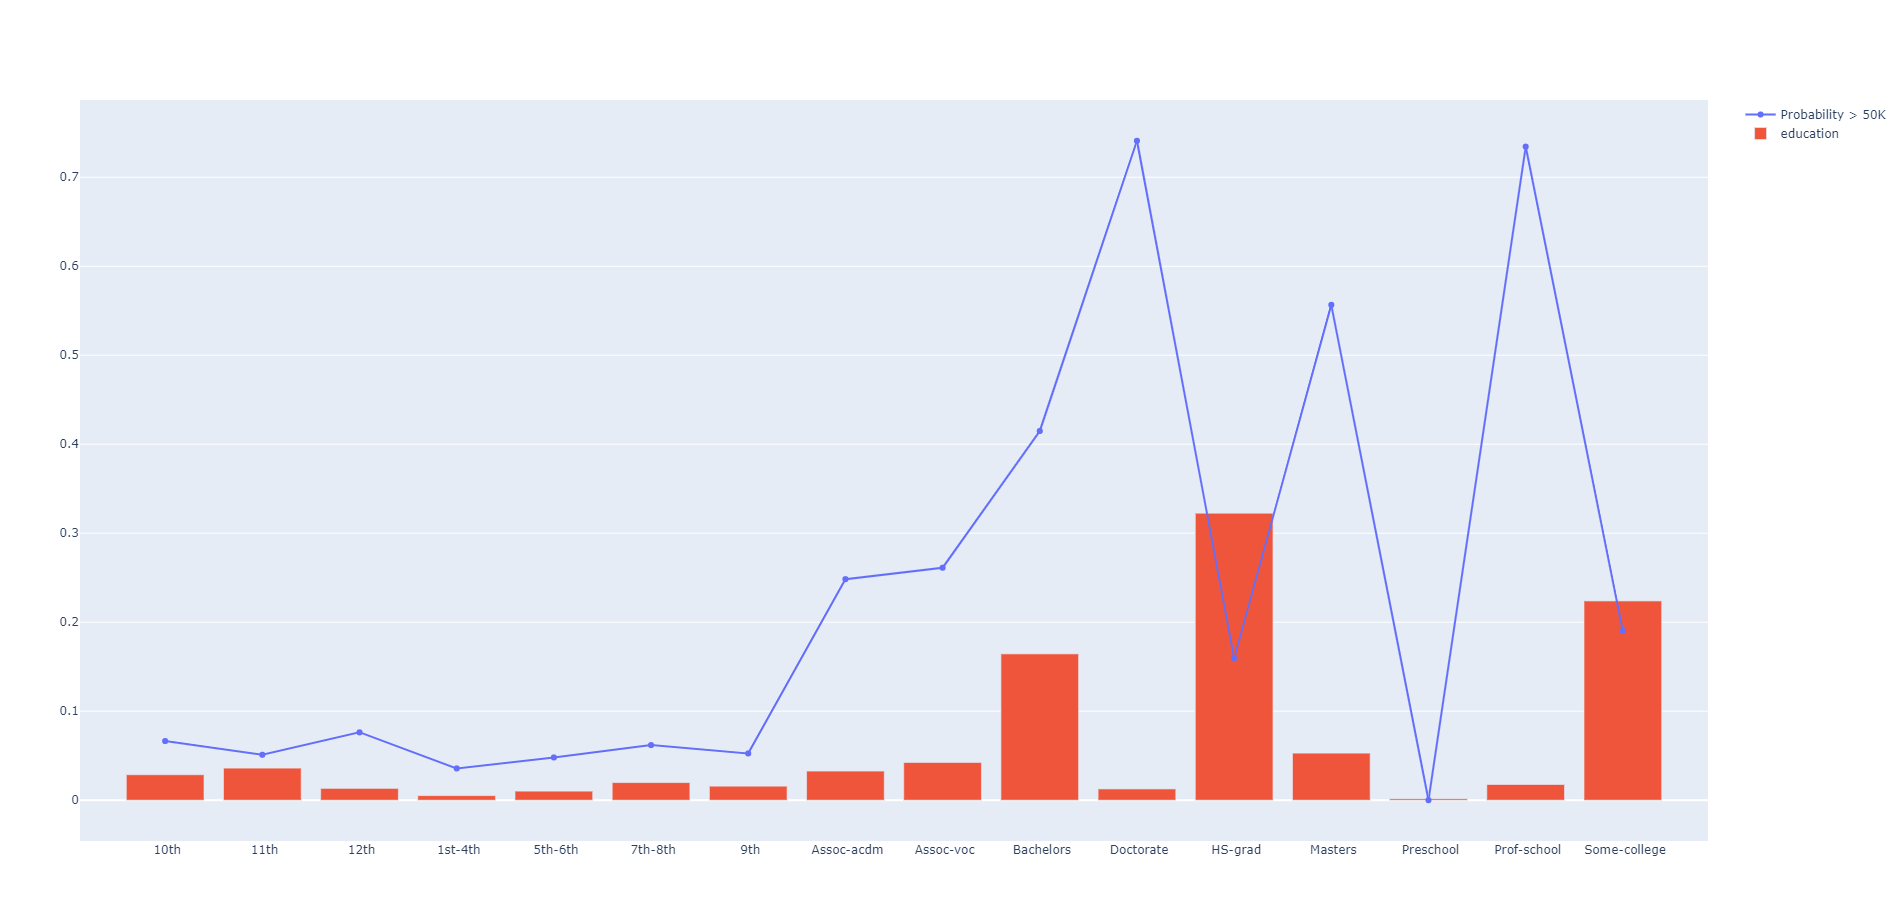 Probability > 50K
education
0.7
0.6
0.5
0.4
0.3
0.2
0.1
0
10th 11th 12th 1st-4th 5th-6th 7th-8th 9th Assoc-acdm Assoc-voc Bachelors Doctorate HS-grad Masters Preschool Prof-school Some-college